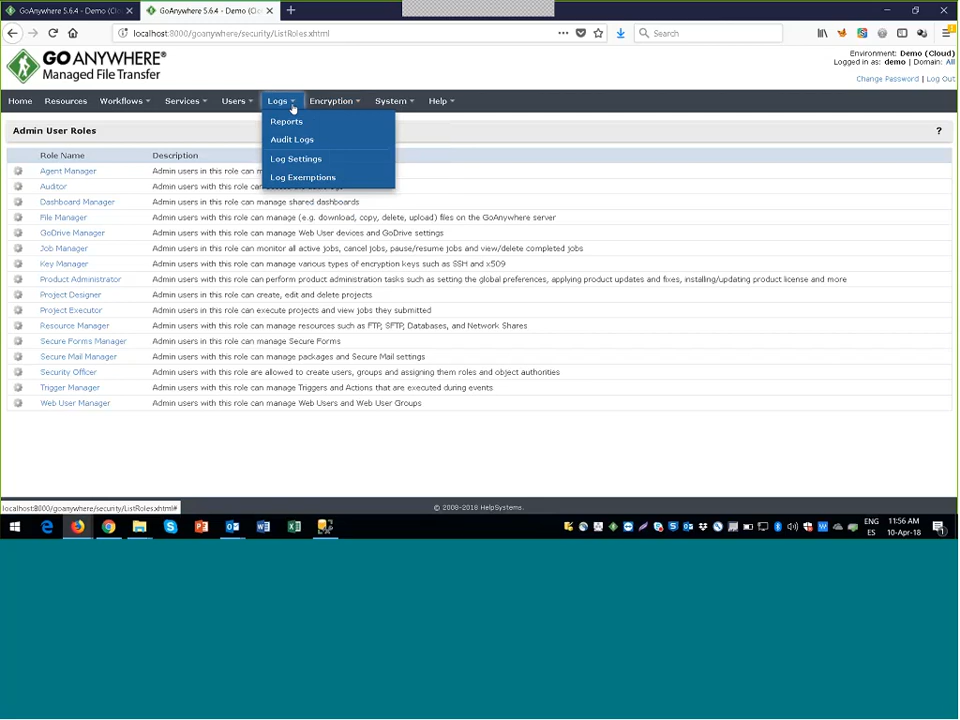 GoAnywhere 5.6.4 - Demo (Clo
GoAnywhere 5.6.4 - Demo (Clo
localhost:8000/goanywhere/security/ListRoles.xhtml
Search
GOANYWHERE®
Managed File Transfer
Environment: Demo (Cloud)
Logged in as: demo | Domain: All
Change Password | Log Out
Home Resources Workflows Services Users Logs Encryption System Help
Reports
Audit Logs
Log Settings
Log Exemptions
Admin User Roles ?
Role Name Description
Agent Manager Admin users in this role can m
Auditor Admin users with this role can
Dashboard Manager Admin users with this role can manage shared dashboards
File Manager Admin users with this role can manage (e.g. download, copy, delete, upload) files on the GoAnywhere server
GoDrive Manager Admin users with this role can manage Web User devices and GoDrive settings
Job Manager Admin users in this role can monitor all active jobs, cancel jobs, pause/resume jobs and view/delete completed jobs
Key Manager Admin users with this role can manage various types of encryption keys such as SSH and x509
Product Administrator Admin users with this role can perform product administration tasks such as setting the global preferences, applying product updates and fixes, installing/updating product license and more
Project Designer Admin users in this role can create, edit and delete projects
Project Executor Admin users in this role can execute projects and view jobs they submitted
Resource Manager Admin users with this role can manage resources such as FTP, SFTP, Databases, and Network Shares
Secure Forms Manager Admin users with this role can manage Secure Forms
Secure Mail Manager Admin users with this role can manage packages and Secure Mail settings
Security Officer Admin users with this role are allowed to create users, groups and assigning them roles and object authorities
Trigger Manager Admin users with this role can manage Triggers and Actions that are executed during events
Web User Manager Admin users with this role can manage Web Users and Web User Groups
localhost:8000/goanywhere/security/ListRoles.xhtml#
© 2008-2018 HelpSystems.
ENG 11:56 AM
ES 10-Apr-18